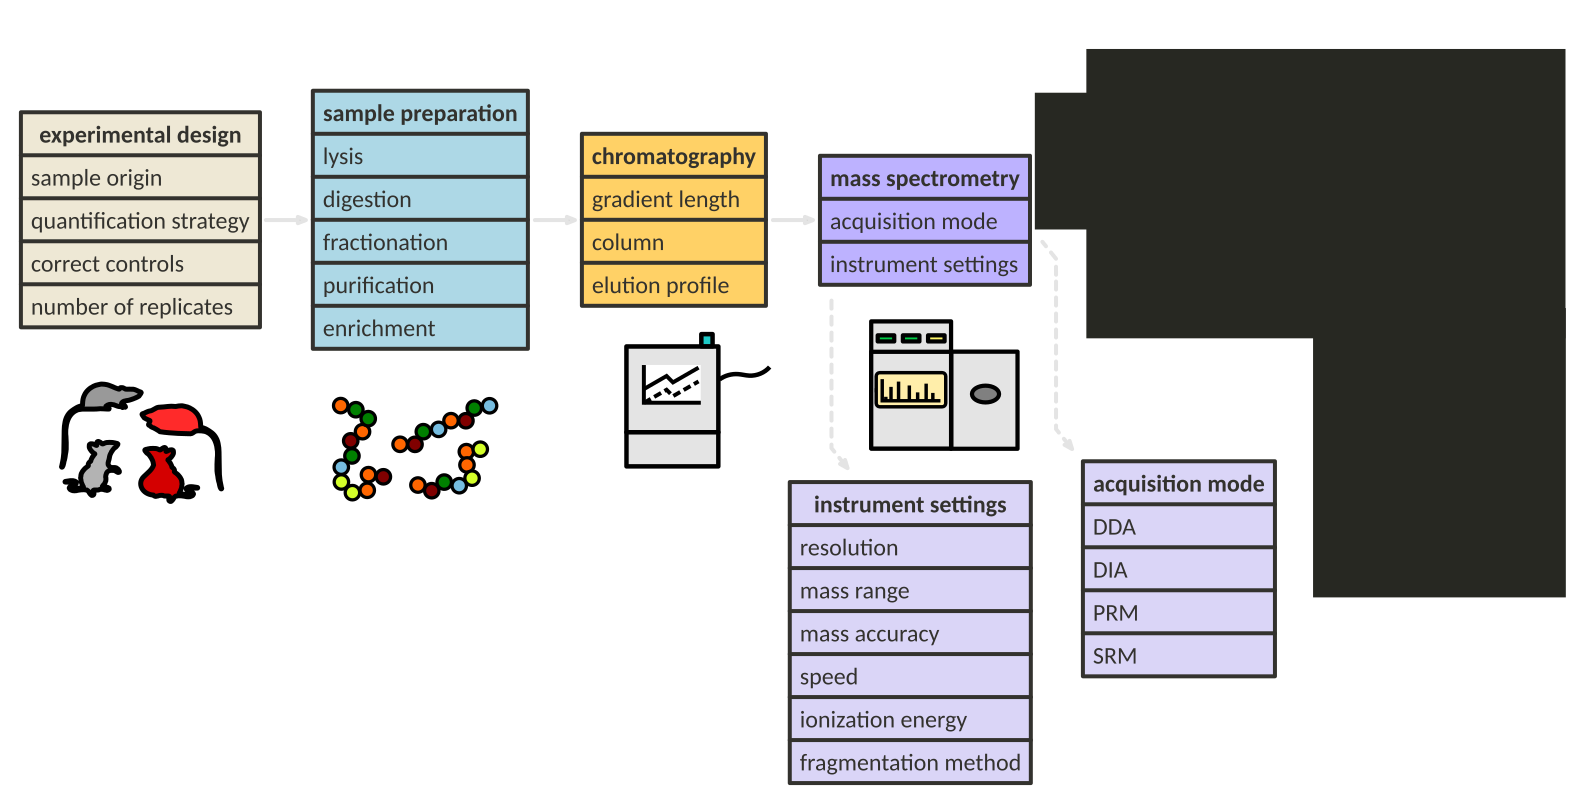 experimental design
sample origin
quantification strategy
correct controls
number of replicates
sample preparation
lysis
digestion
fractionation
purification
enrichment
chromatography
gradient length
column
elution profile
mass spectrometry
acquisition mode
instrument settings
instrument settings
resolution
mass range
mass accuracy
speed
ionization energy
fragmentation method
acquisition mode
DDA
DIA
PRM
SRM